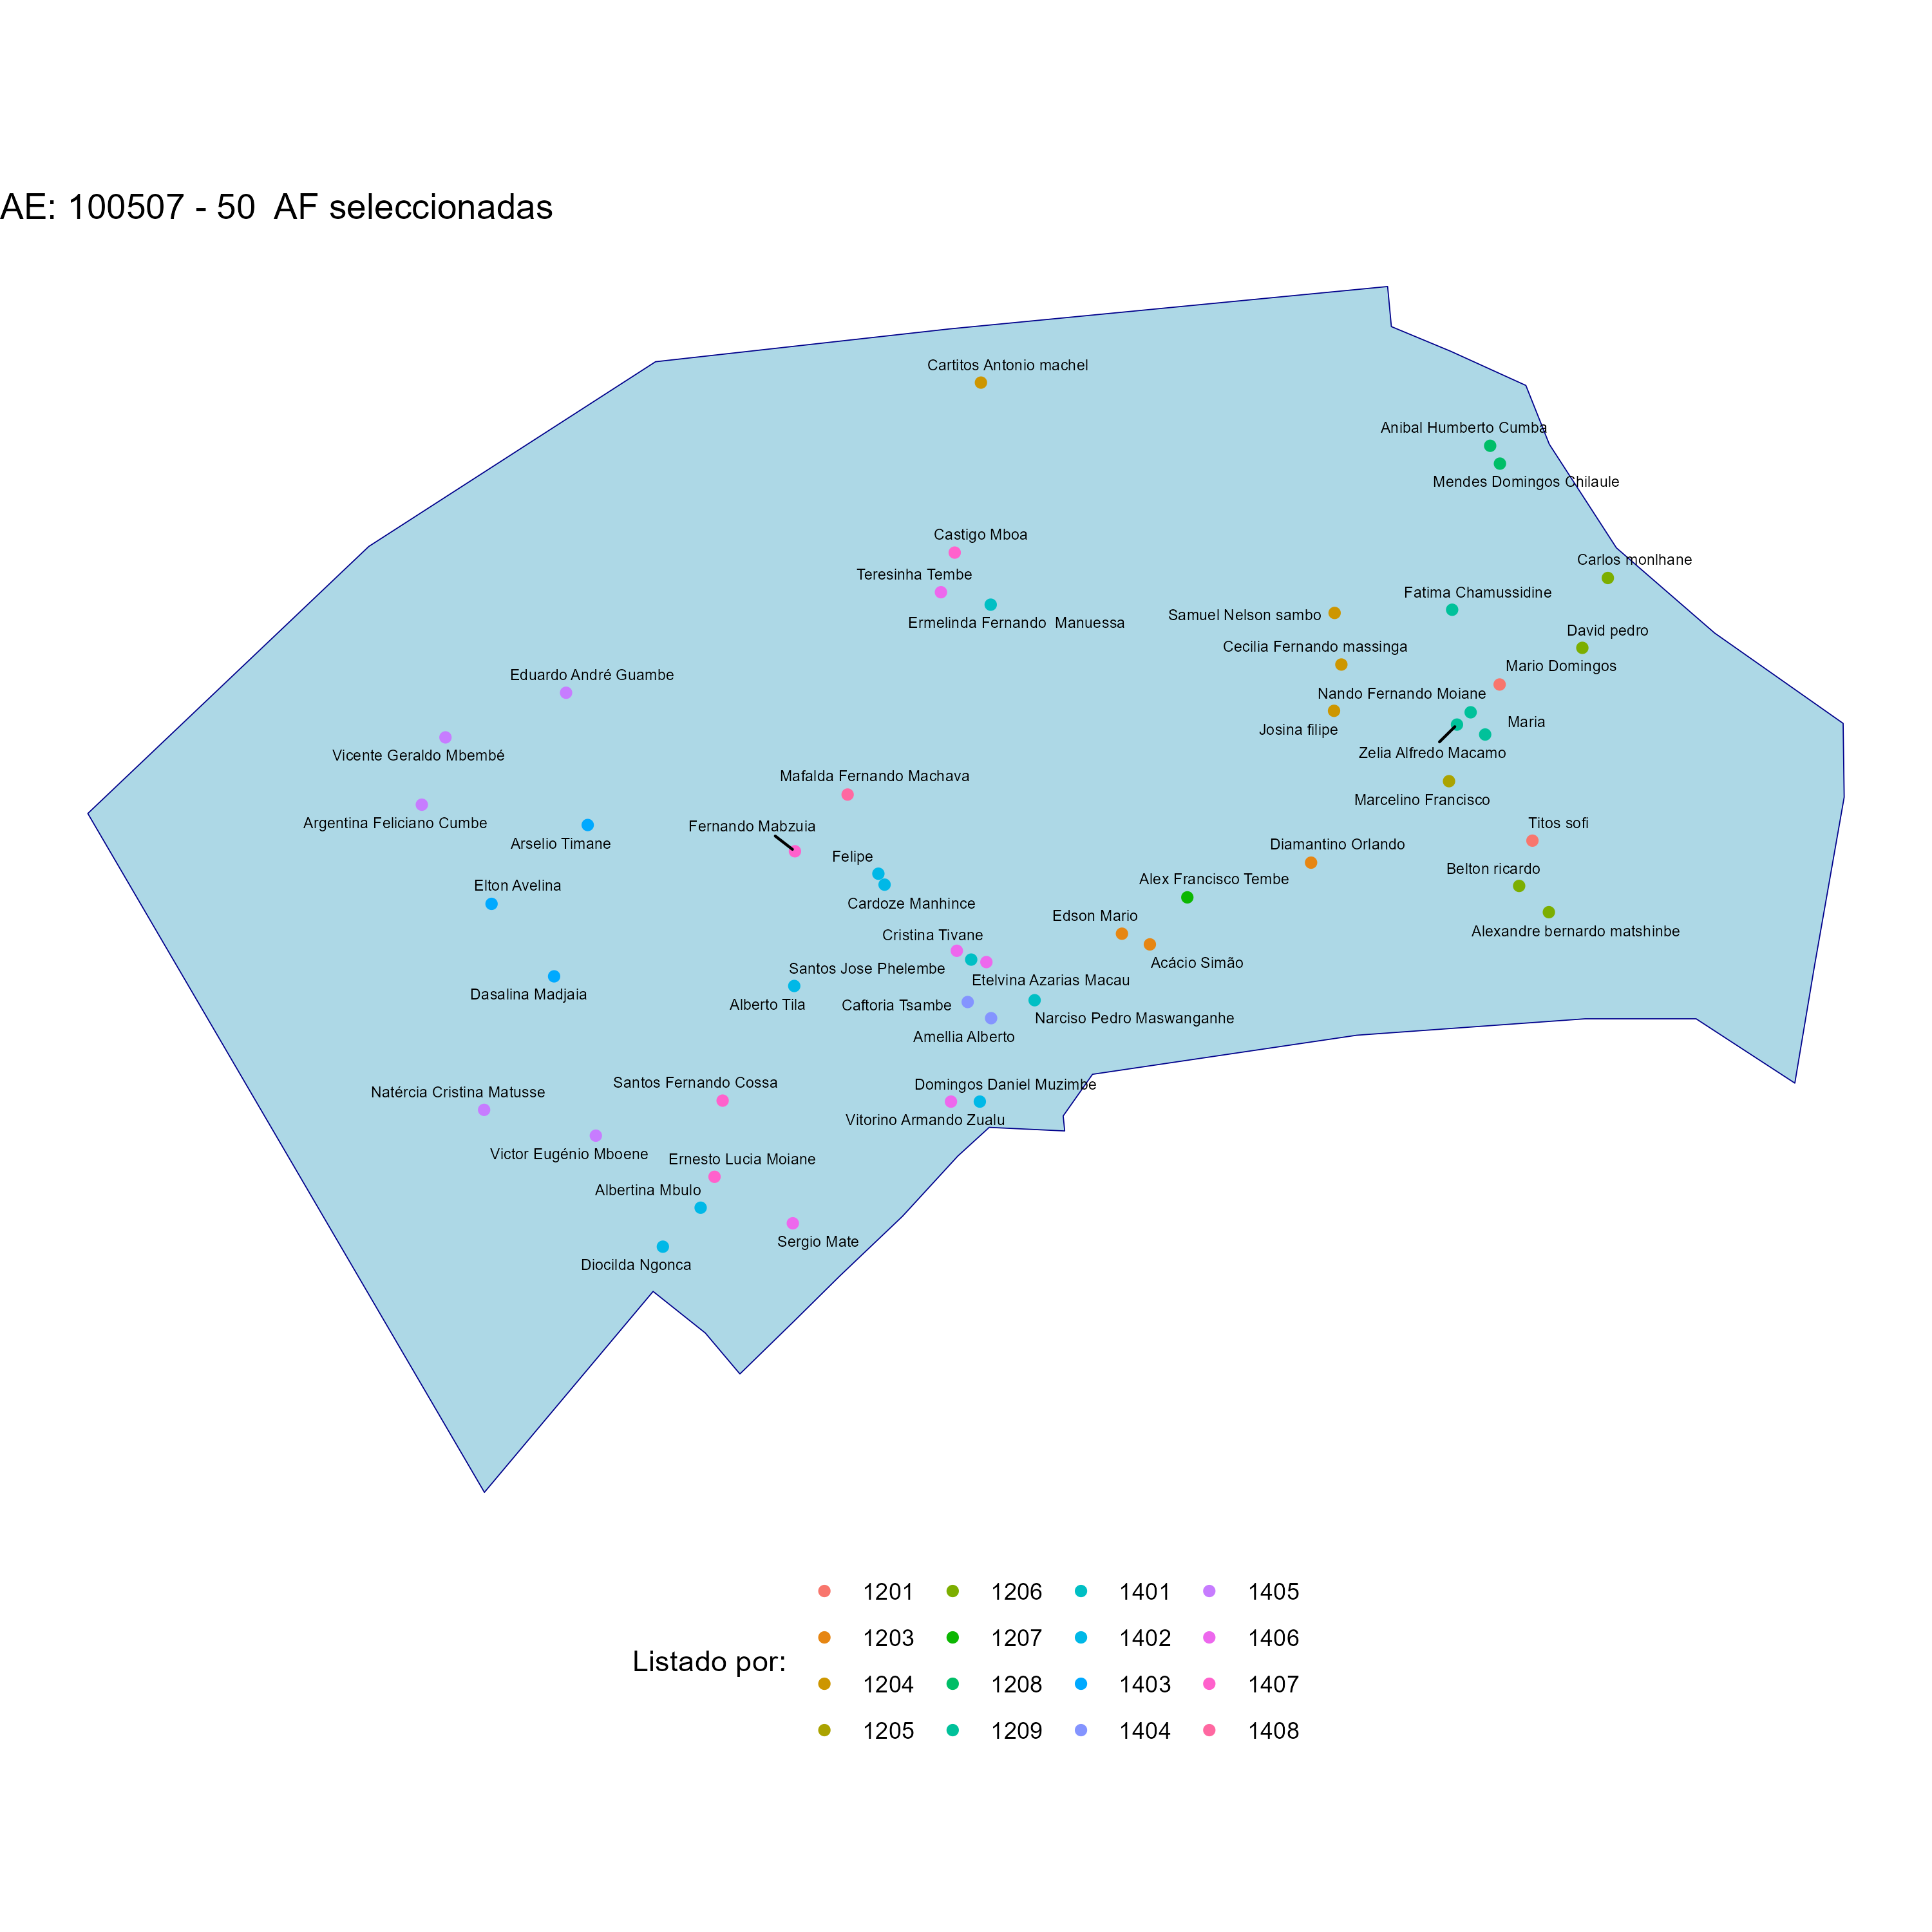 AE: 100507 - 50  AF seleccionadas
Cartitos Antonio machel
Anibal Humberto Cumba
Mendes Domingos Chilaule
Castigo Mboa
Carlos monlhane
Teresinha Tembe
Fatima Chamussidine
Samuel Nelson sambo
Ermelinda Fernando  Manuessa
David pedro
Cecilia Fernando massinga
Mario Domingos
Eduardo André Guambe
Nando Fernando Moiane
Maria
Josina filipe
Vicente Geraldo Mbembé
Zelia Alfredo Macamo
Mafalda Fernando Machava
Marcelino Francisco
Argentina Feliciano Cumbe
Titos sofi
Fernando Mabzuia
Arselio Timane
Diamantino Orlando
Felipe
Belton ricardo
Alex Francisco Tembe
Elton Avelina
Cardoze Manhince
Edson Mario
Alexandre bernardo matshinbe
Cristina Tivane
Acácio Simão
Santos Jose Phelembe
Etelvina Azarias Macau
Dasalina Madjaia
Alberto Tila
Caftoria Tsambe
Narciso Pedro Maswanganhe
Amellia Alberto
Santos Fernando Cossa
Domingos Daniel Muzimbe
Natércia Cristina Matusse
Vitorino Armando Zualu
Victor Eugénio Mboene
Ernesto Lucia Moiane
Albertina Mbulo
Sergio Mate
Diocilda Ngonca
Listado por:
1201
1203
1204
1205
1206
1207
1208
1209
1401
1402
1403
1404
1405
1406
1407
1408